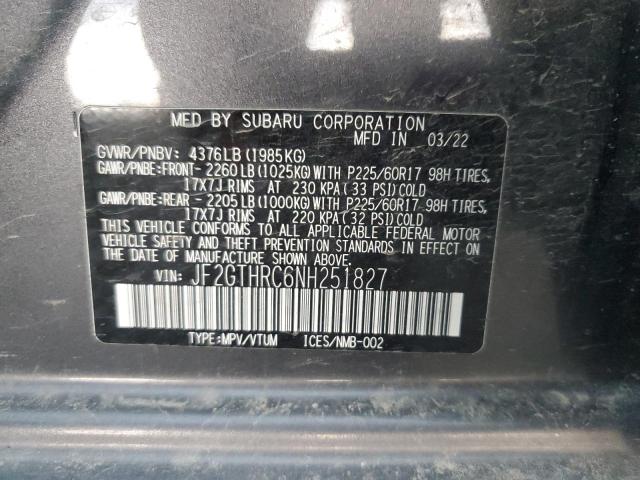 MFD BY SUBARU CORPORATION
MFD IN 03/22
GVWR/PNBV: 4376LB (1985KG)
GAWR/PNBE:FRONT- 2260LB (1025KG) WITH P225/60R17 98H TIRES,
17X7J RIMS AT 230 KPA (33 PSI) COLD
GAWR/PNBE:REAR - 2205LB (1000KG) WITH P225/60R17 98H TIRES,
17X7J RIMS AT 220 KPA (32 PSI) COLD
THIS VEHICLE CONFORMS TO ALL APPLICABLE FEDERAL MOTOR
VEHICLE SAFETY AND THEFT PREVENTION STANDARDS IN EFFECT ON
THE DATE OF MANUFACTURE SHOWN ABOVE.
VIN: JF2GTHRC6NH251827
TYPE:MPV/VTUM ICES/NMB-002